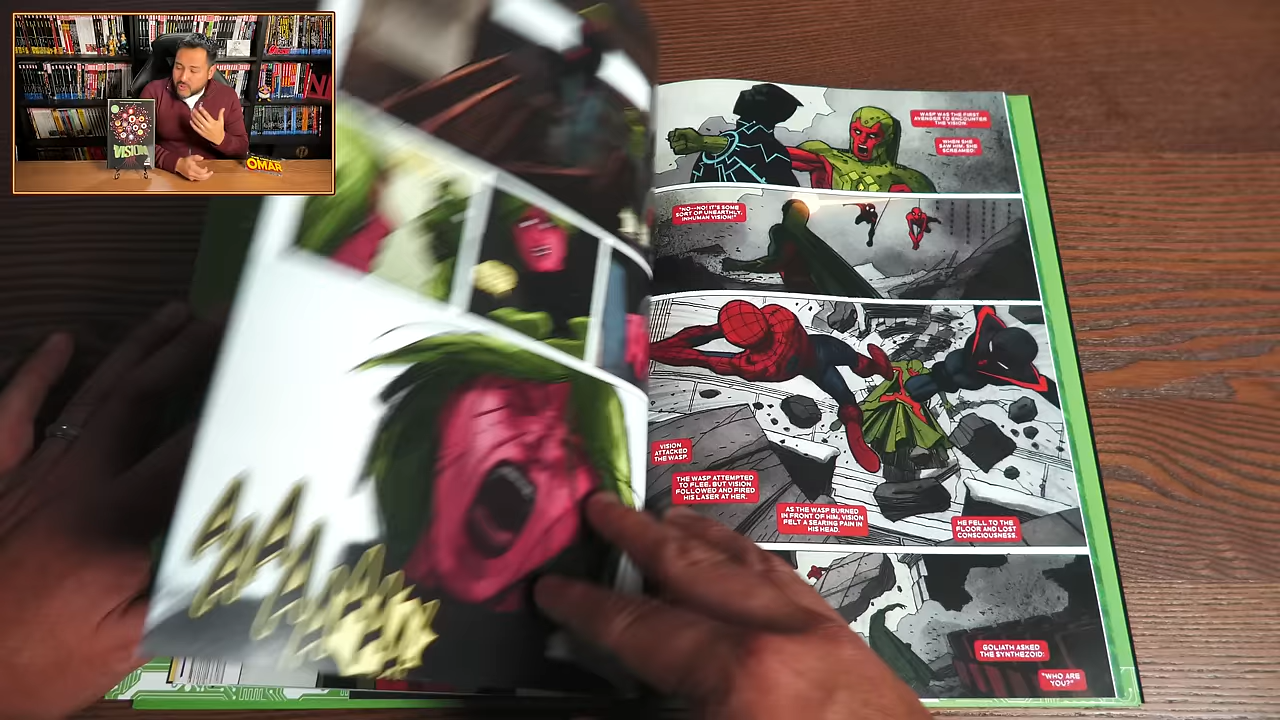 VISION
OMAR
WASP WAS THE FIRST
AVENGER TO ENCOUNTER
THE VISION.
WHEN SHE
SAW HIM, SHE
SCREAMED:
"NO--NO! IT'S SOME
SORT OF UNEARTHLY,
INHUMAN VISION!"
VISION
ATTACKED
THE WASP.
THE WASP ATTEMPTED
TO FLEE, BUT VISION
FOLLOWED AND FIRED
HIS LASER AT HER.
AS THE WASP BURNED
IN FRONT OF HIM, VISION
FELT A SEARING PAIN IN
HIS HEAD.
HE FELL TO THE
FLOOR AND LOST
CONSCIOUSNESS.
GOLIATH ASKED
THE SYNTHEZOID:
"WHO ARE
YOU?"